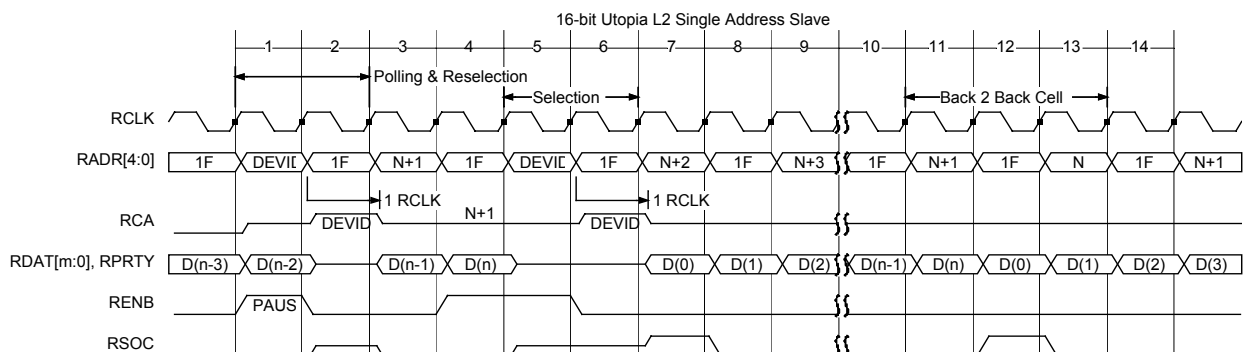 16-bit Utopia L2 Single Address Slave
1 2 3 4 5 6 7 8 9 10 11 12 13 14
Polling & Reselection
Selection
Back 2 Back Cell
RCLK
RADR[4:0] 1F DEVID 1F N+1 1F DEVID 1F N+2 1F N+3 1F N+1 1F N 1F N+1
1 RCLK 1 RCLK
RCA DEVID N+1 DEVID
RDAT[m:0], RPRTY D(n-3) D(n-2) D(n-1) D(n) D(0) D(1) D(2) D(n-1) D(n) D(0) D(1) D(2) D(3)
RENB PAUS
RSOC